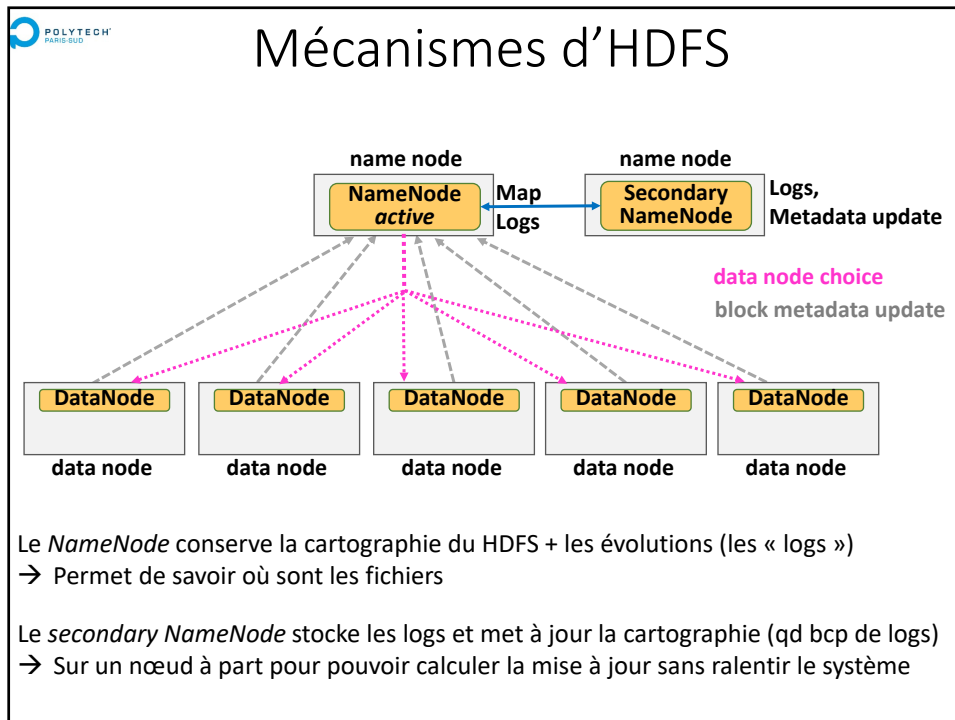 POLYTECH'
PARIS-SUD
Mécanismes d'HDFS
name node
name node
NameNode
active
Map
Logs
Secondary
NameNode
Logs,
Metadata update
data node choice
block metadata update
DataNode
DataNode
DataNode
DataNode
DataNode
data node
data node
data node
data node
data node
Le NameNode conserve la cartographie du HDFS + les évolutions (les « logs »)
→ Permet de savoir où sont les fichiers
Le secondary NameNode stocke les logs et met à jour la cartographie (qd bcp de logs)
→ Sur un nœud à part pour pouvoir calculer la mise à jour sans ralentir le système